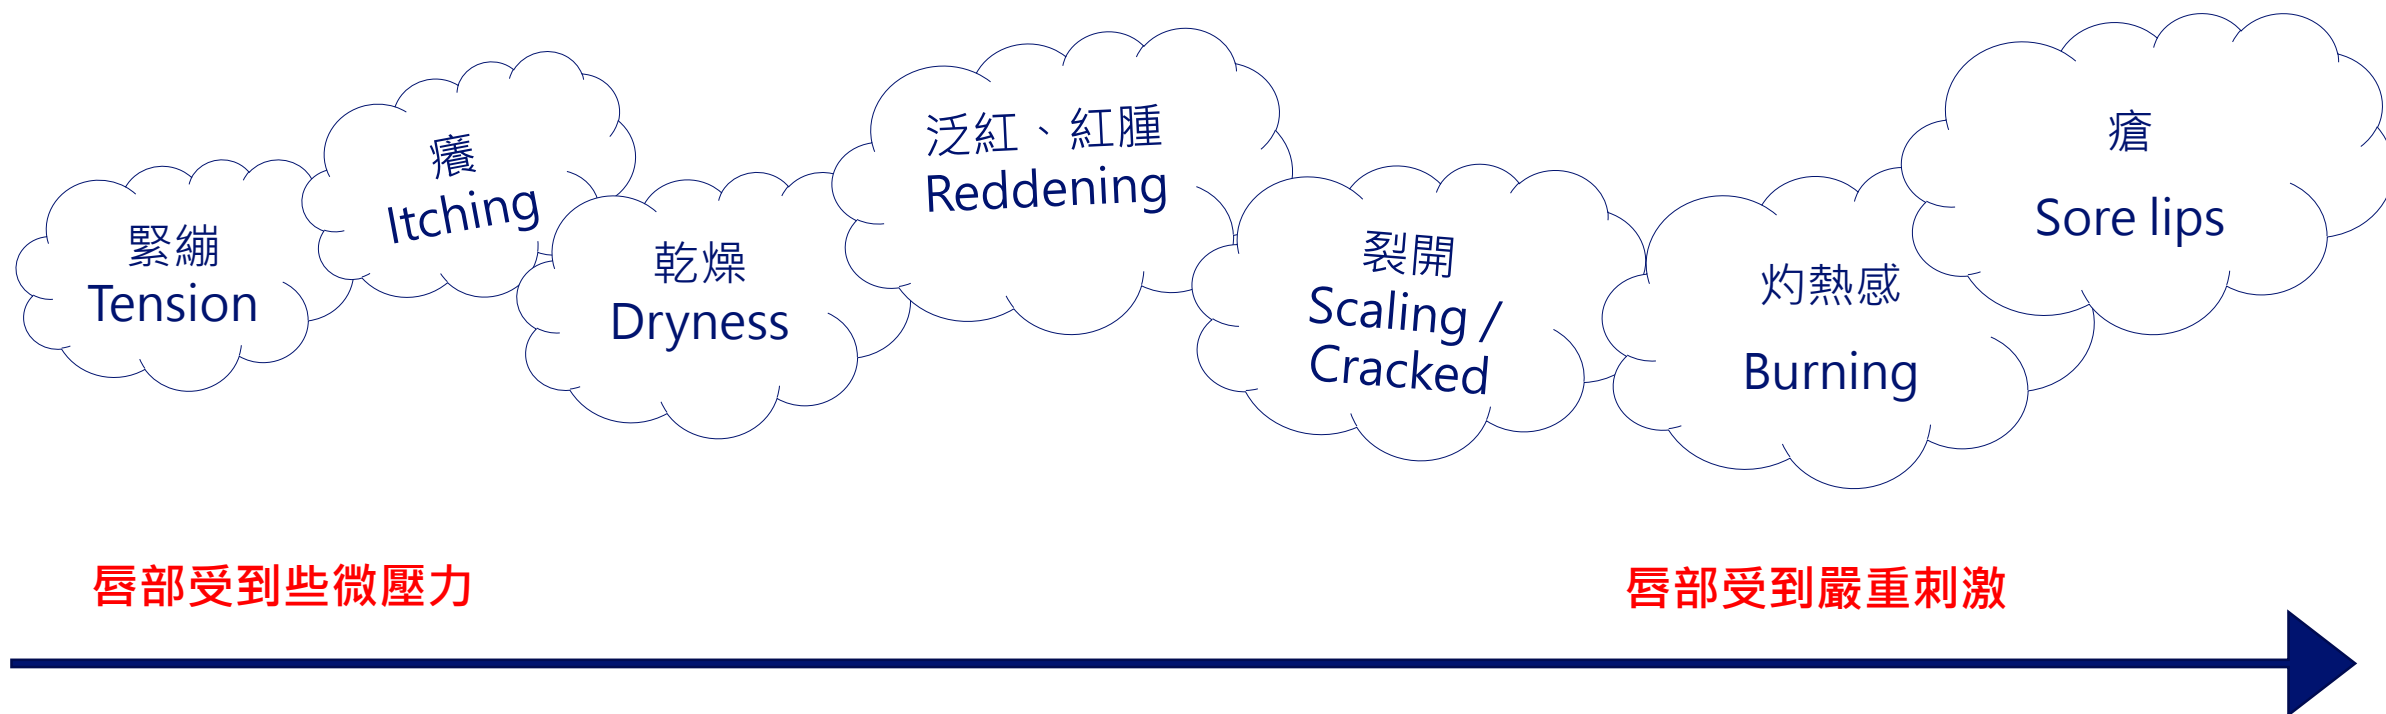 緊繃
Tension
癢
Itching
乾燥
Dryness
泛紅、紅腫
Reddening
裂開
Scaling /
Cracked
灼熱感
Burning
瘡
Sore lips
唇部受到些微壓力
唇部受到嚴重刺激